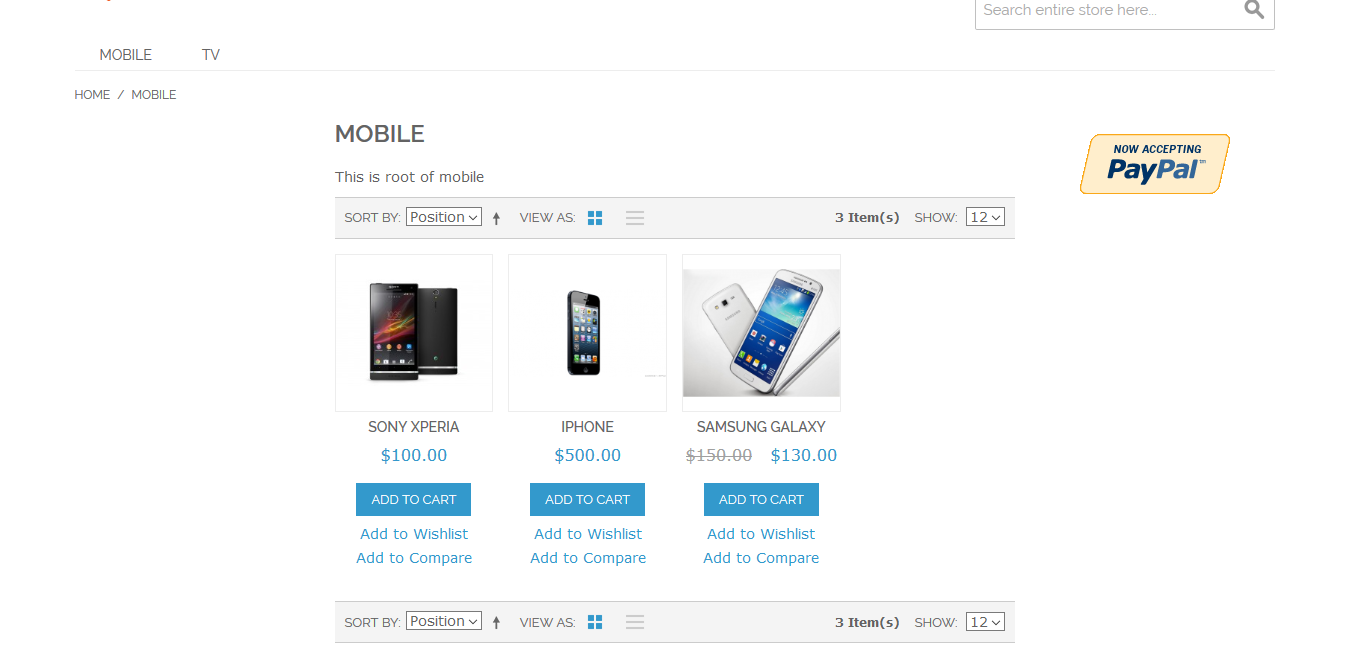 Search entire store here...
MOBILE TV
HOME / MOBILE
MOBILE
NOW ACCEPTING
PayPal™
This is root of mobile
SORT BY: Position VIEW AS: 3 Item(s) SHOW: 12
SONY XPERIA IPHONE SAMSUNG GALAXY
$100.00 $500.00 $150.00 $130.00
ADD TO CART ADD TO CART ADD TO CART
Add to Wishlist Add to Wishlist Add to Wishlist
Add to Compare Add to Compare Add to Compare
SORT BY: Position VIEW AS: 3 Item(s) SHOW: 12